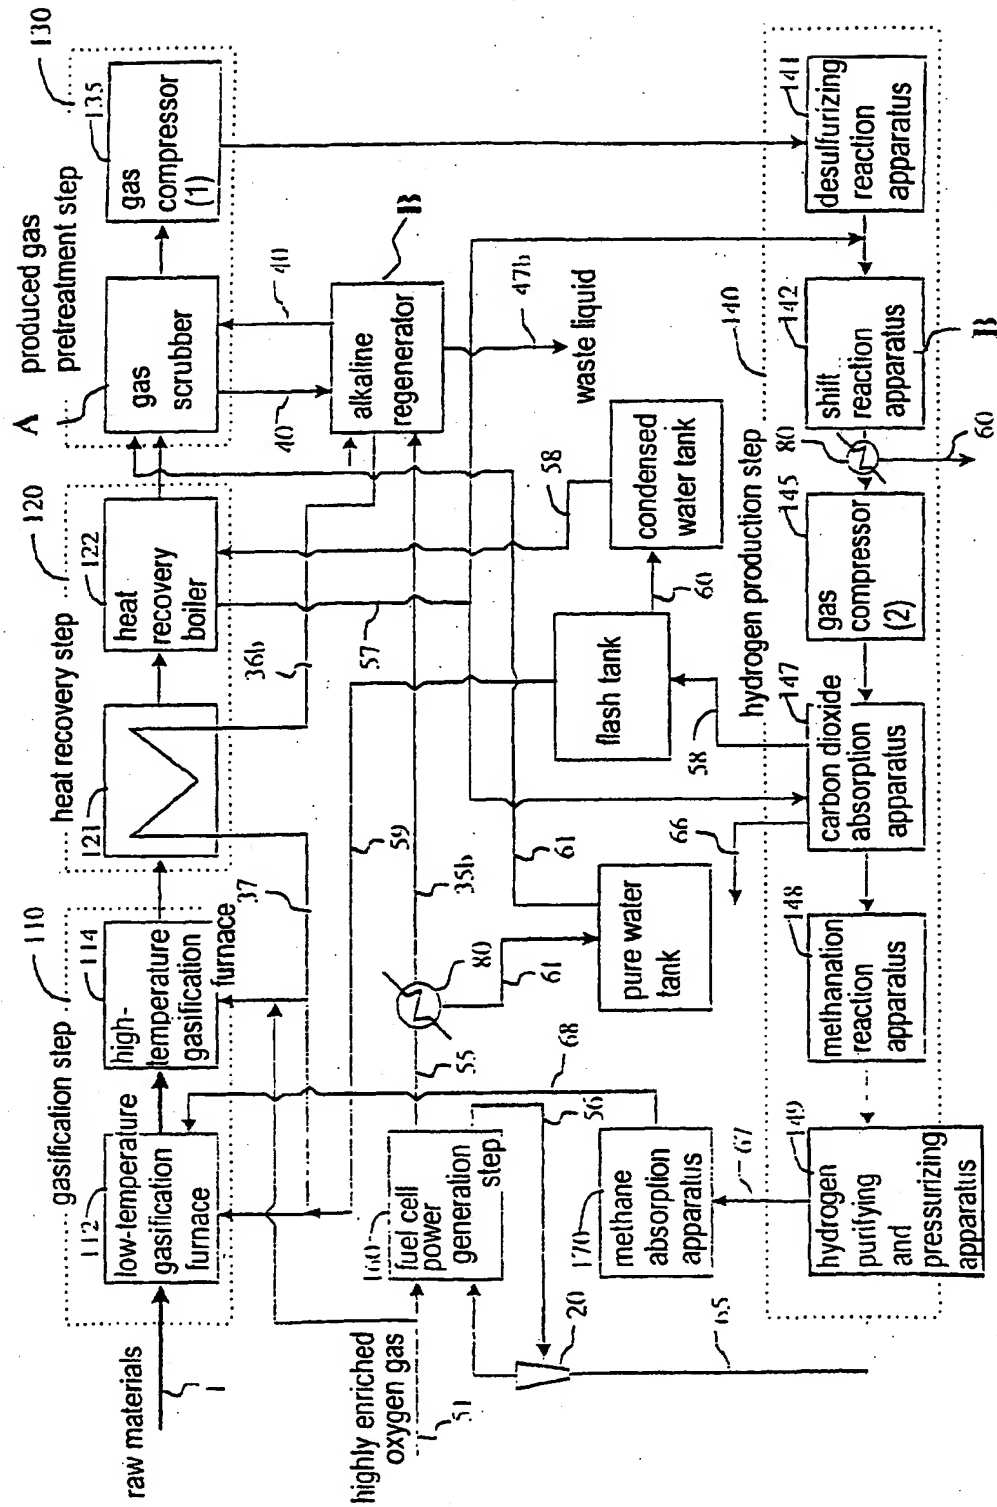 gasification step
110
heat recovery step
120
produced gas
pretreatment step
130
raw materials
1
112
low-temperature
gasification
furnace
114
high-
temperature
gasification
furnace
121
122
heat
recovery
boiler
A
gas
scrubber
135
gas
compressor
(1)
37
36b
40
40
B
alkaline
regenerator
47b
waste liquid
highly enriched
oxygen gas
51
160
fuel cell
power
generation
step
55
80
35b
59
57
58
56
68
61
61
20
65
170
methane
absorption
apparatus
pure water
tank
flash tank
60
condensed
water tank
67
66
58
hydrogen production step
140
149
hydrogen
purifying
and
pressurizing
apparatus
148
methanation
reaction
apparatus
147
carbon dioxide
absorption
apparatus
145
gas
compressor
(2)
80
60
142
shift
reaction
apparatus
141
desulfurizing
reaction
apparatus